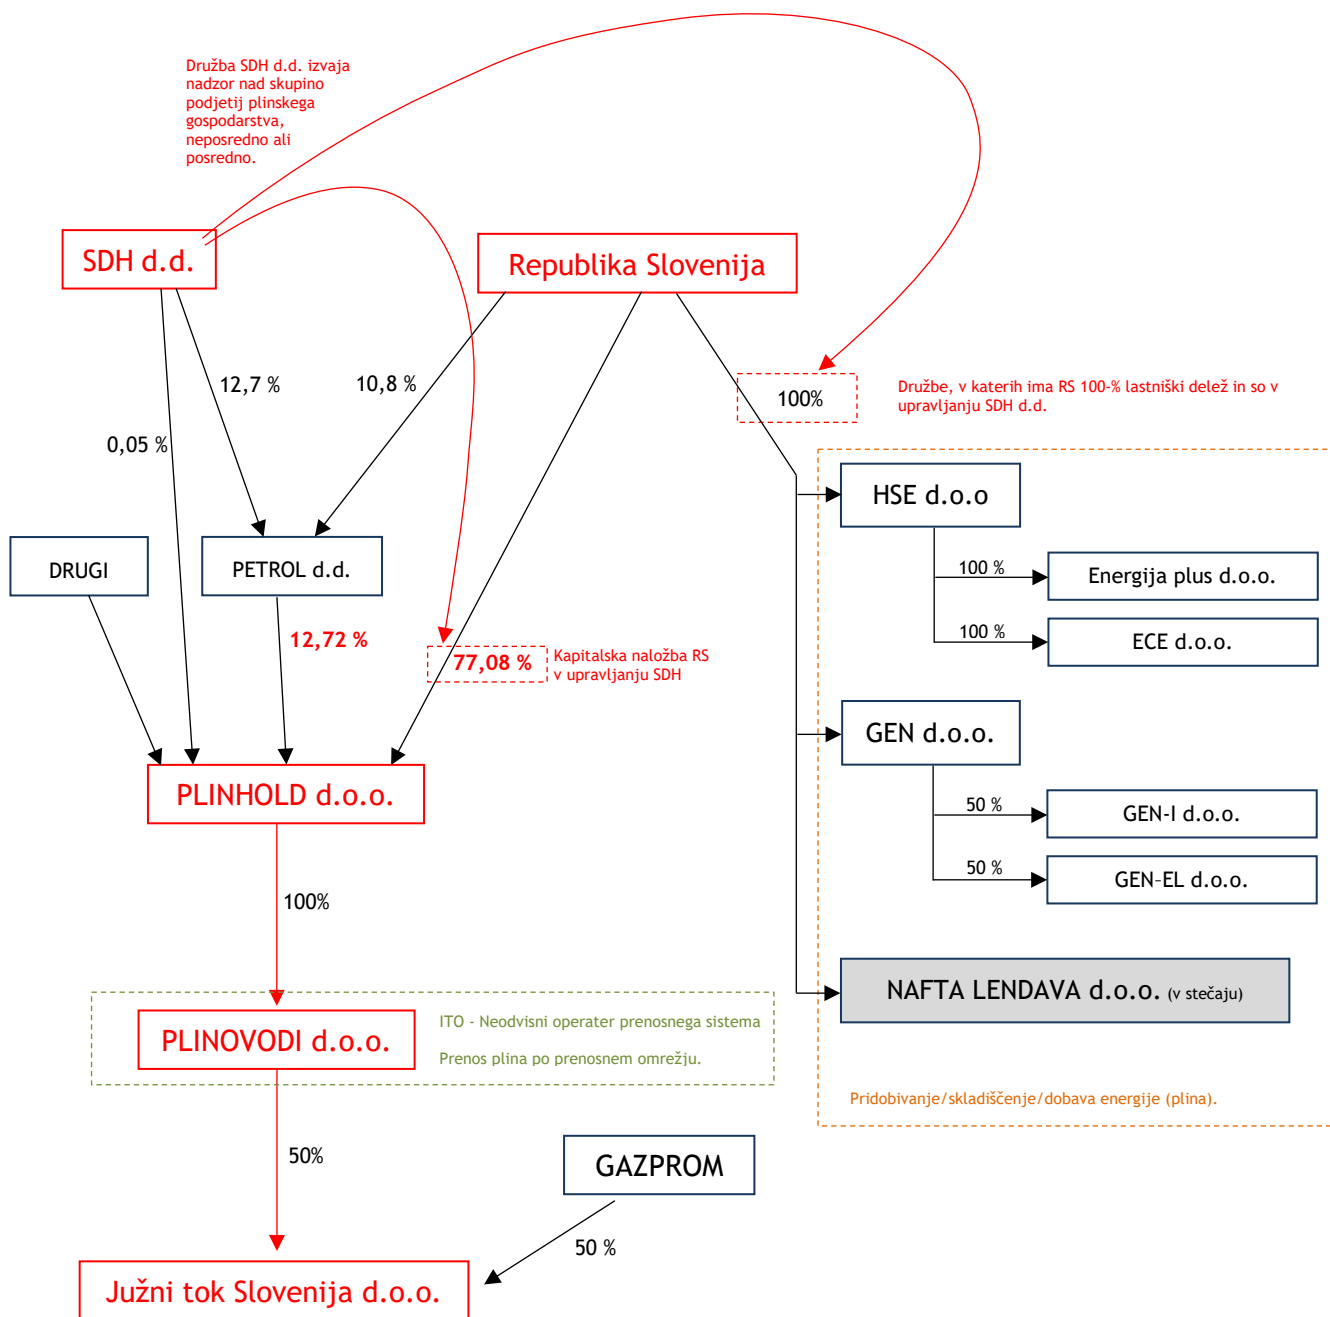 Družba SDH d.d. izvaja
nadzor nad skupino
podjetij plinskega
gospodarstva,
neposredno ali
posredno.
SDH d.d.
Republika Slovenija
12,7 %
10,8 %
100%
Družbe, v katerih ima RS 100-% lastniški delež in so v
upravljanju SDH d.d.
0,05 %
HSE d.o.o
DRUGI
PETROL d.d.
100 %
Energija plus d.o.o.
12,72 %
100 %
ECE d.o.o.
77,08 %
Kapitalska naložba RS
v upravljanju SDH
GEN d.o.o.
PLINHOLD d.o.o.
50 %
GEN-I d.o.o.
50 %
GEN-EL d.o.o.
100%
NAFTA LENDAVA d.o.o. (v stečaju)
PLINOVODI d.o.o.
ITO - Neodvisni operater prenosnega sistema
Prenos plina po prenosnem omrežju.
Pridobivanje/skladiščenje/dobava energije (plina).
50%
GAZPROM
50 %
Južni tok Slovenija d.o.o.